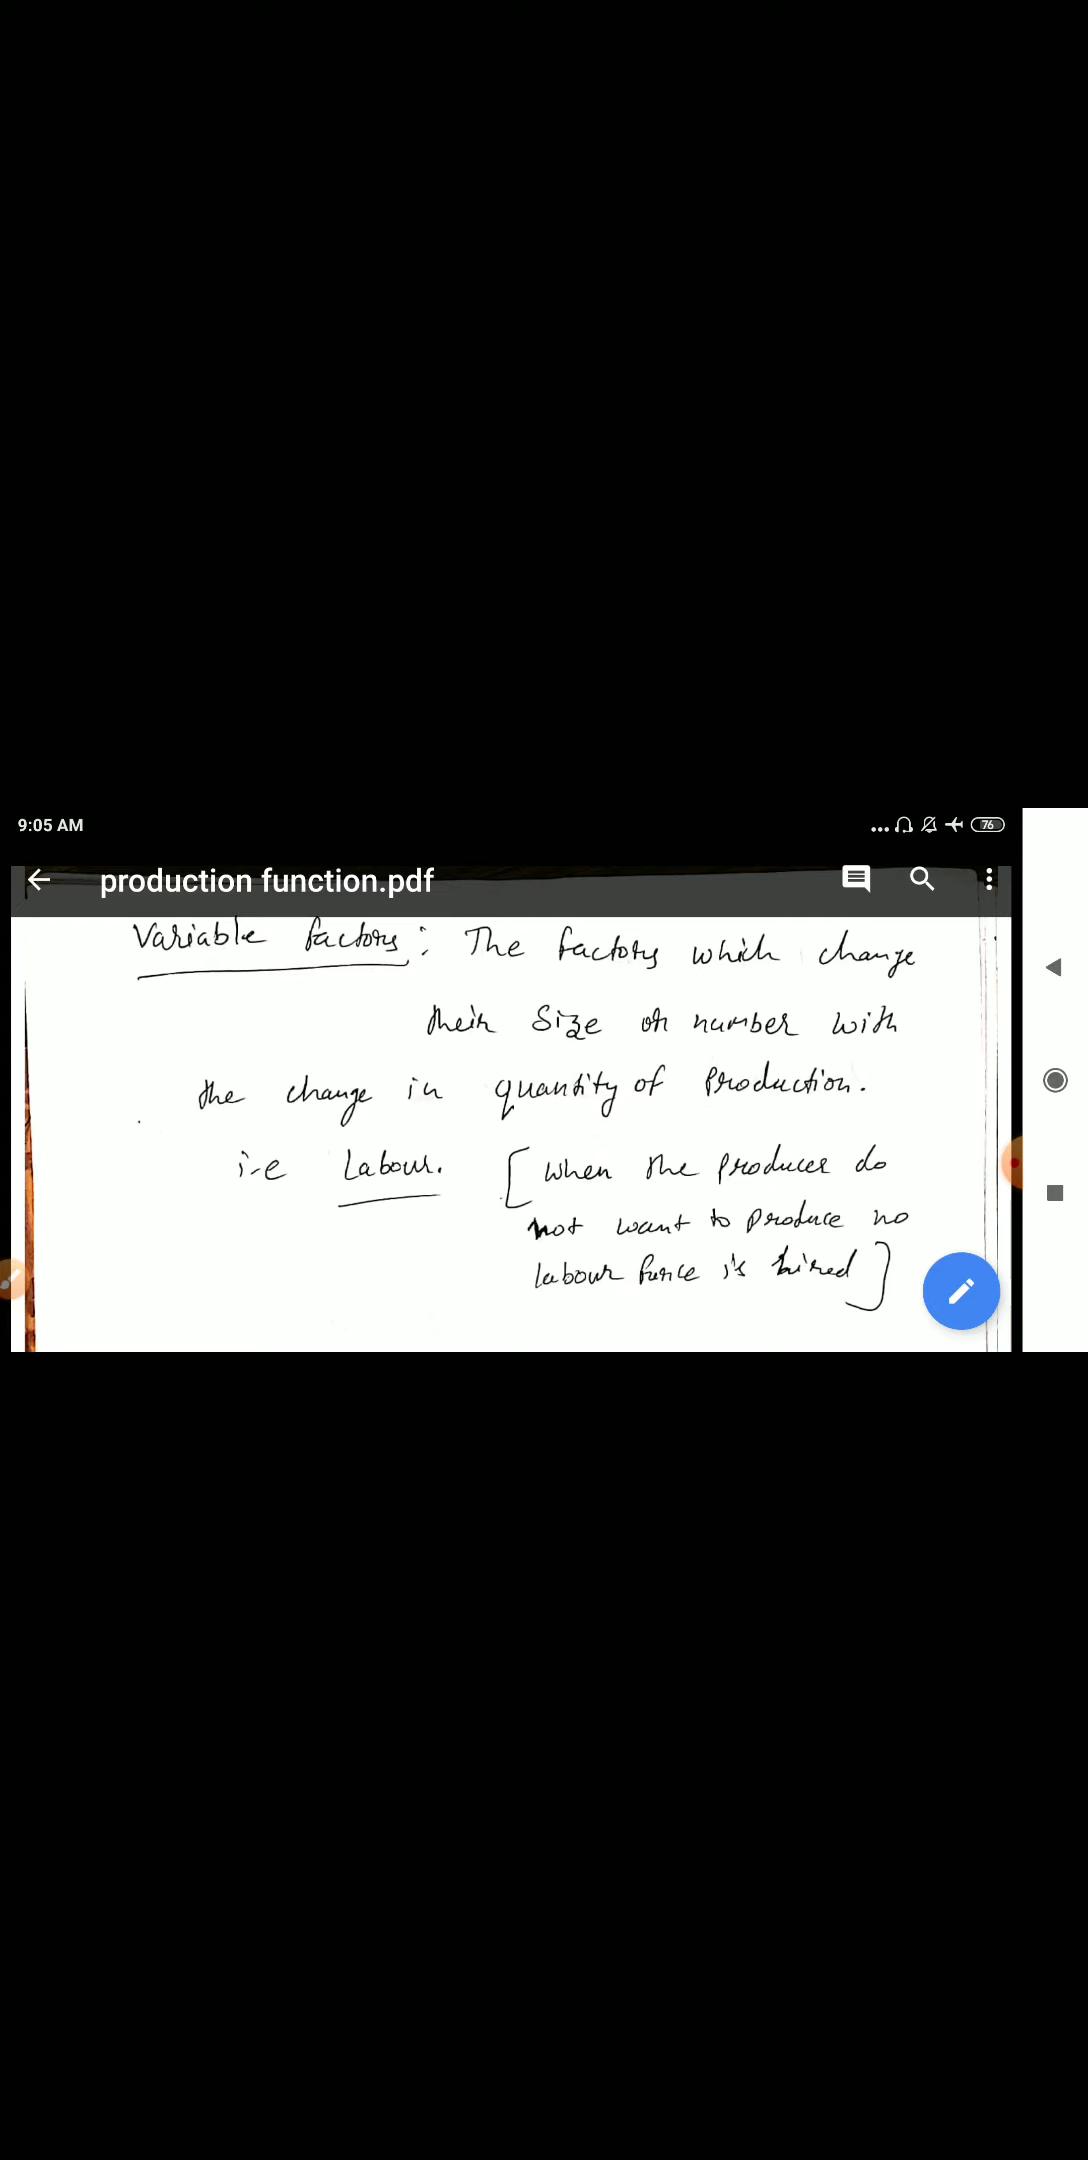 9:05 AM
76
production function.pdf
Variable factors: The factors which change
their size or number with
the change in quantity of production.
i-e Labour. [when the producer do
not want to produce no
labour force is hired]